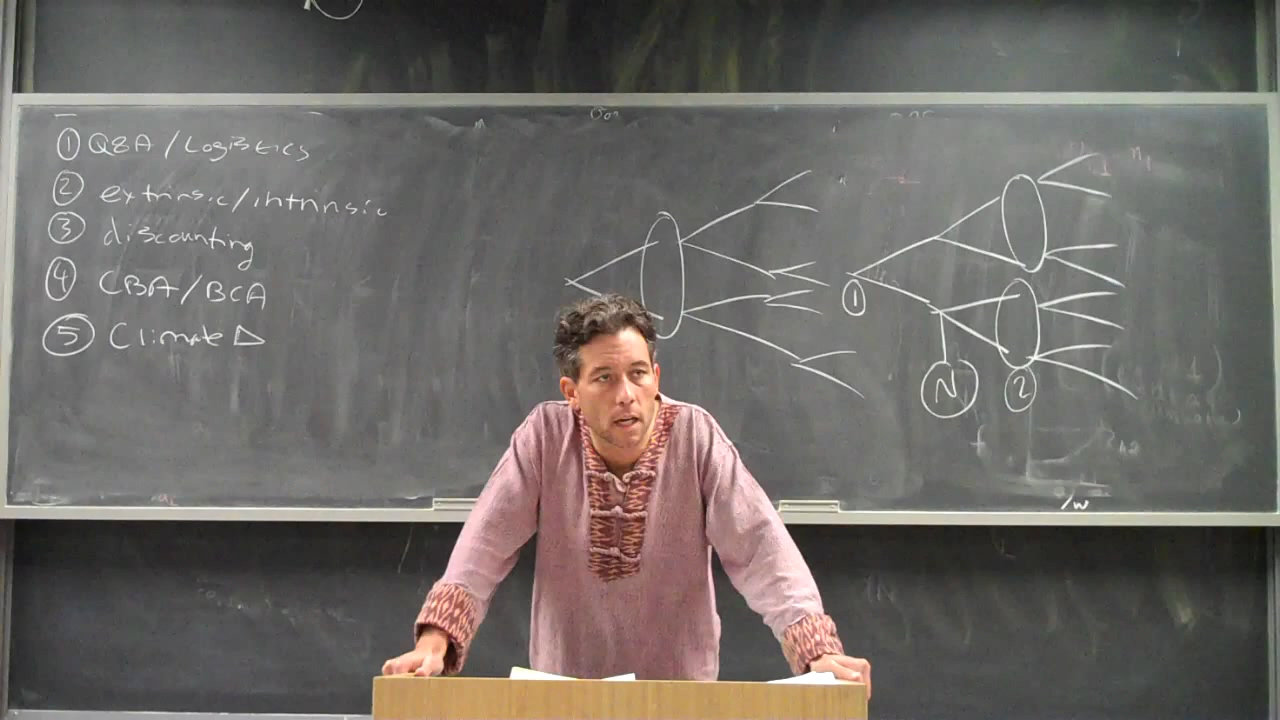 ① Q&A / Logistics
② extrinsic/intrinsic
③ discounting
④ CBA/BCA
⑤ Climate Δ
①
N
②
/w